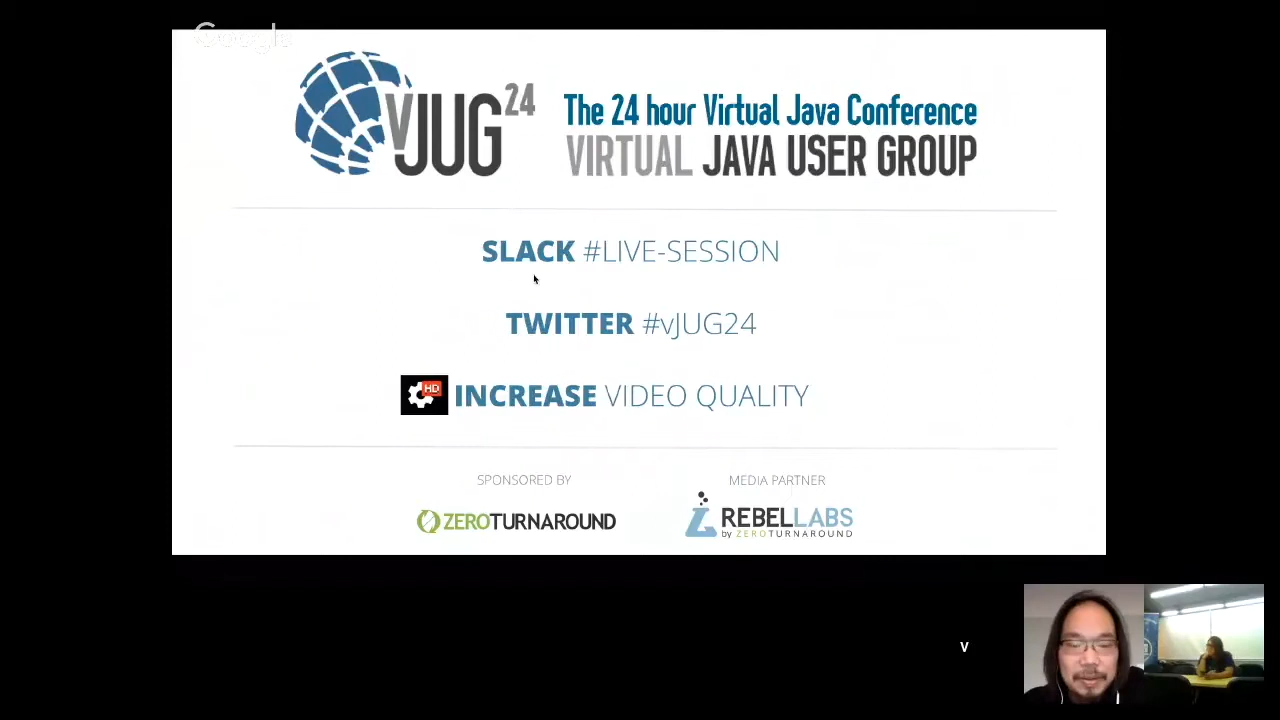 Google
vJUG24
The 24 hour Virtual Java Conference
VIRTUAL JAVA USER GROUP
SLACK #LIVE-SESSION
TWITTER #vJUG24
HD
INCREASE VIDEO QUALITY
SPONSORED BY
MEDIA PARTNER
ZEROTURNAROUND
REBELLABS
by ZEROTURNAROUND
V